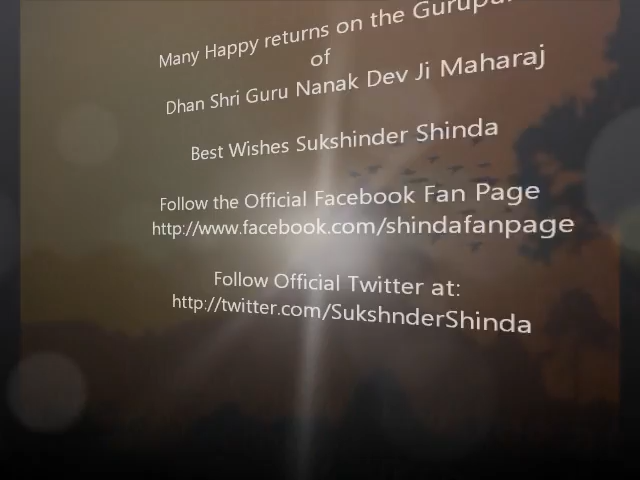 Many Happy returns on the
of
Dhan Shri Guru Nanak Dev Ji Maharaj
Best Wishes Sukshinder Shinda
Follow the Official Facebook Fan Page
http://www.facebook.com/shindafanpage
Follow Official Twitter at:
http://twitter.com/SukshnderShinda